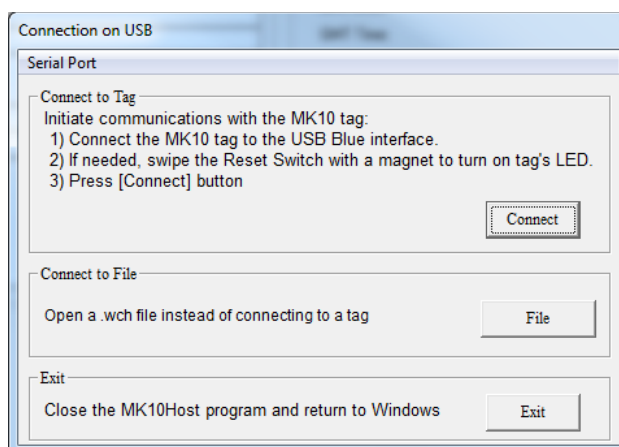 Connection on USB
GMT Time
Serial Port
Connect to Tag
Initiate communications with the MK10 tag:
1) Connect the MK10 tag to the USB Blue interface.
2) If needed, swipe the Reset Switch with a magnet to turn on tag's LED.
3) Press [Connect] button
Connect
Connect to File
Open a .wch file instead of connecting to a tag
File
Exit
Close the MK10Host program and return to Windows
Exit